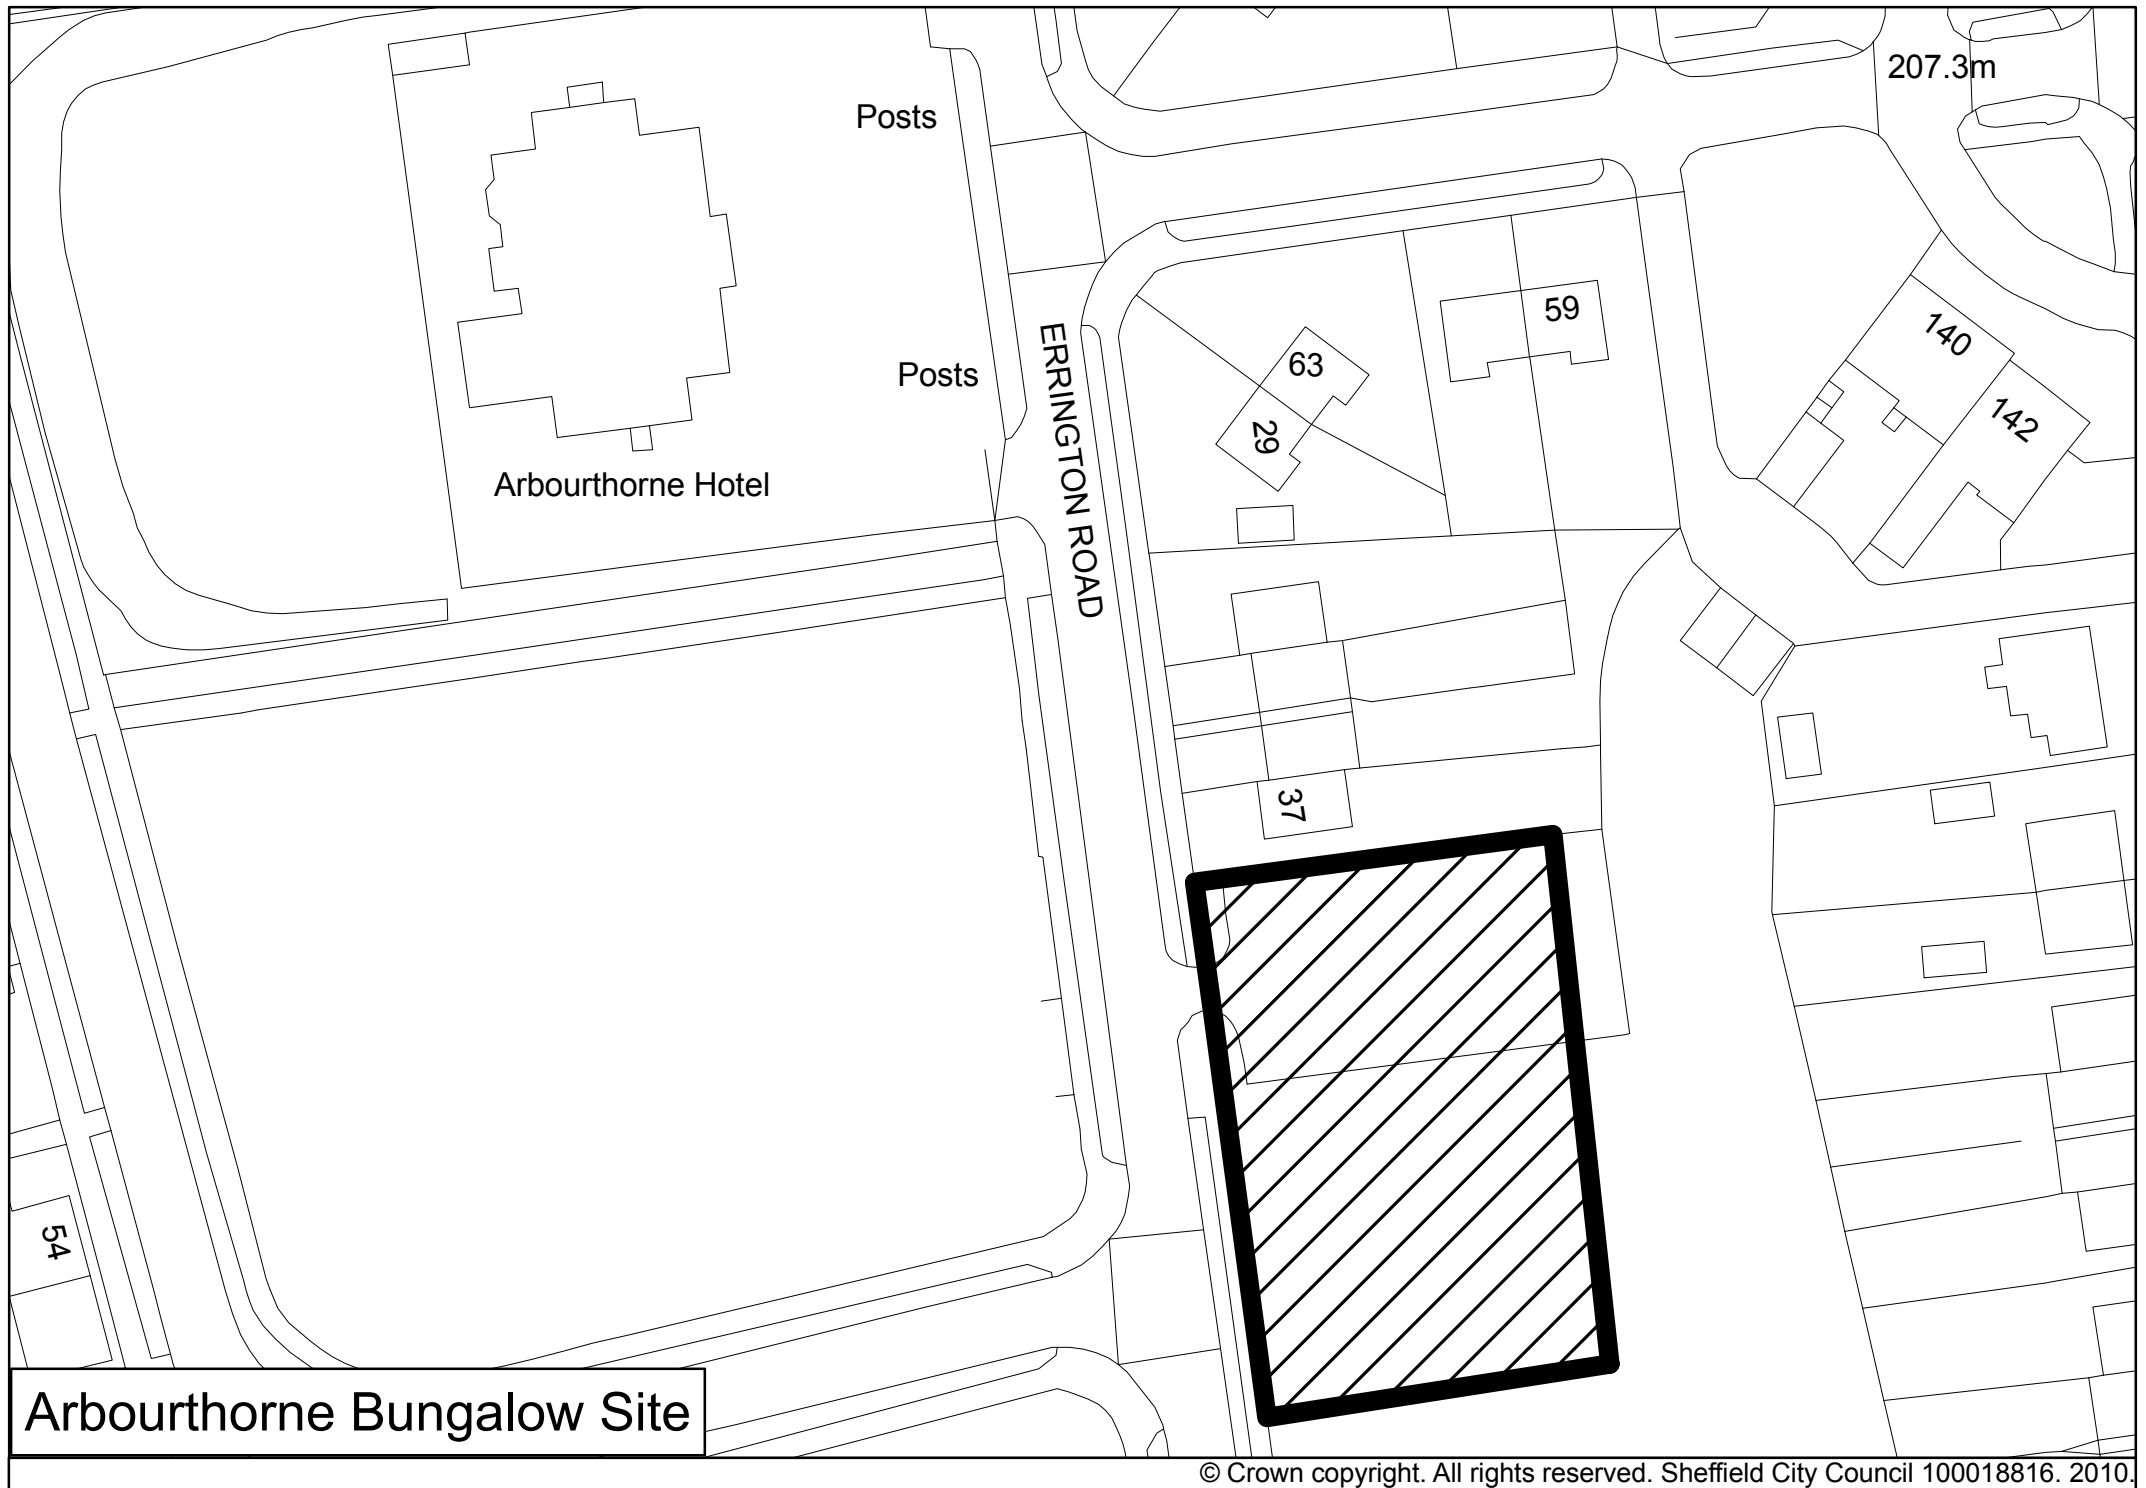 207.3m
Posts
59
140
63
Posts
ERRINGTON ROAD
142
29
Arbourthorne Hotel
37
54
Arbourthorne Bungalow Site
© Crown copyright. All rights reserved. Sheffield City Council 100018816. 2010.